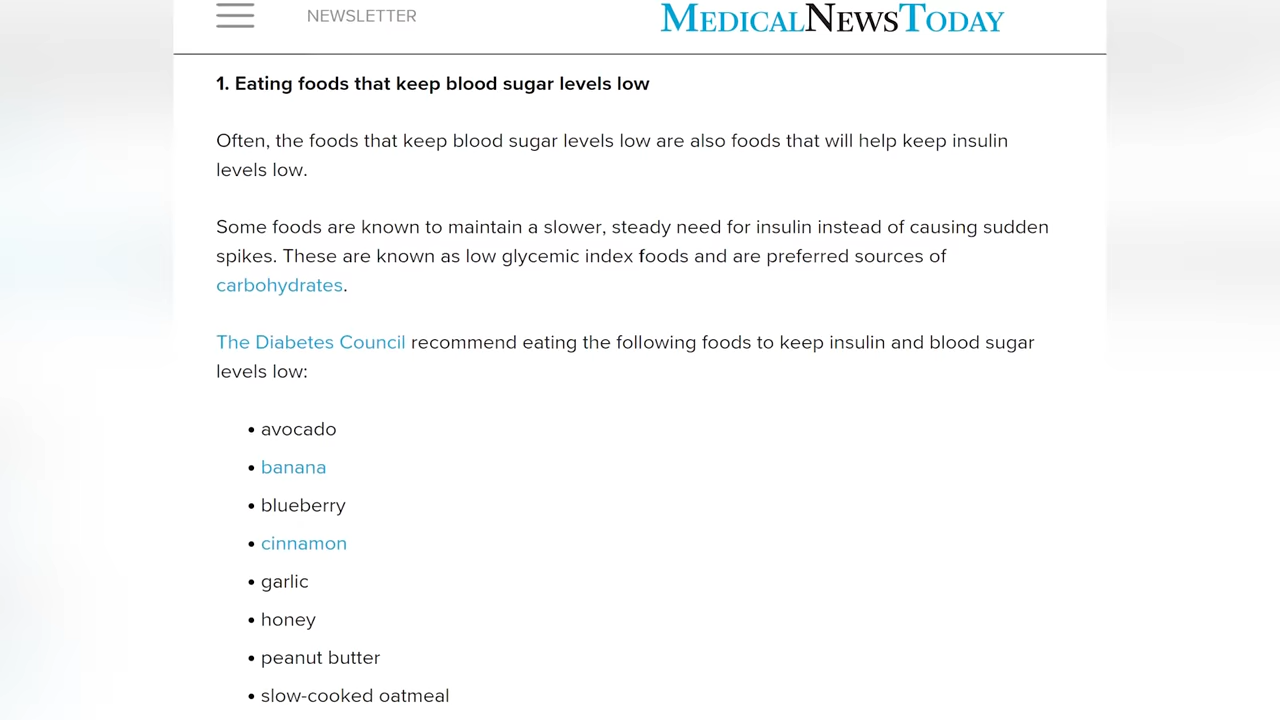 NEWSLETTER
MEDICALNEWSTODAY
1. Eating foods that keep blood sugar levels low
Often, the foods that keep blood sugar levels low are also foods that will help keep insulin
levels low.
Some foods are known to maintain a slower, steady need for insulin instead of causing sudden
spikes. These are known as low glycemic index foods and are preferred sources of
carbohydrates.
The Diabetes Council recommend eating the following foods to keep insulin and blood sugar
levels low:
• avocado
• banana
• blueberry
• cinnamon
• garlic
• honey
• peanut butter
• slow-cooked oatmeal